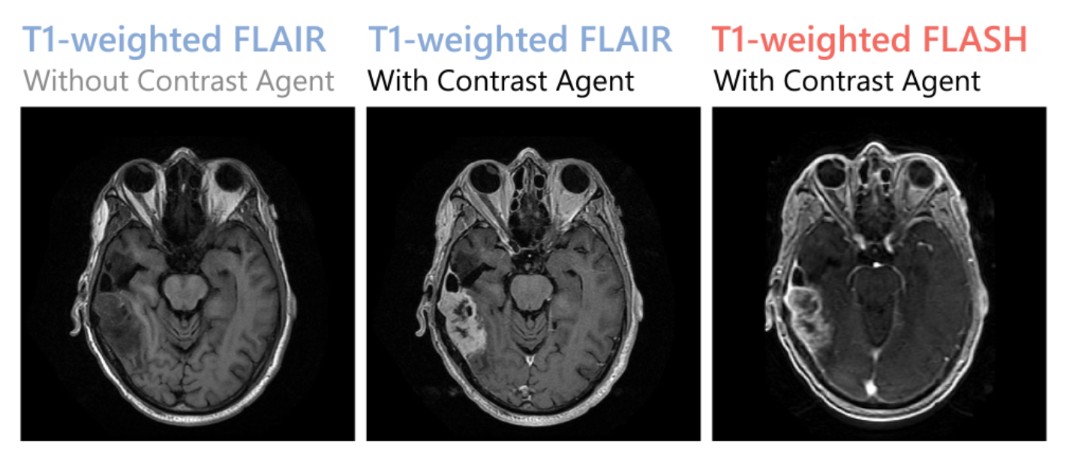 T1-weighted FLAIR
Without Contrast Agent
T1-weighted FLAIR
With Contrast Agent
T1-weighted FLASH
With Contrast Agent